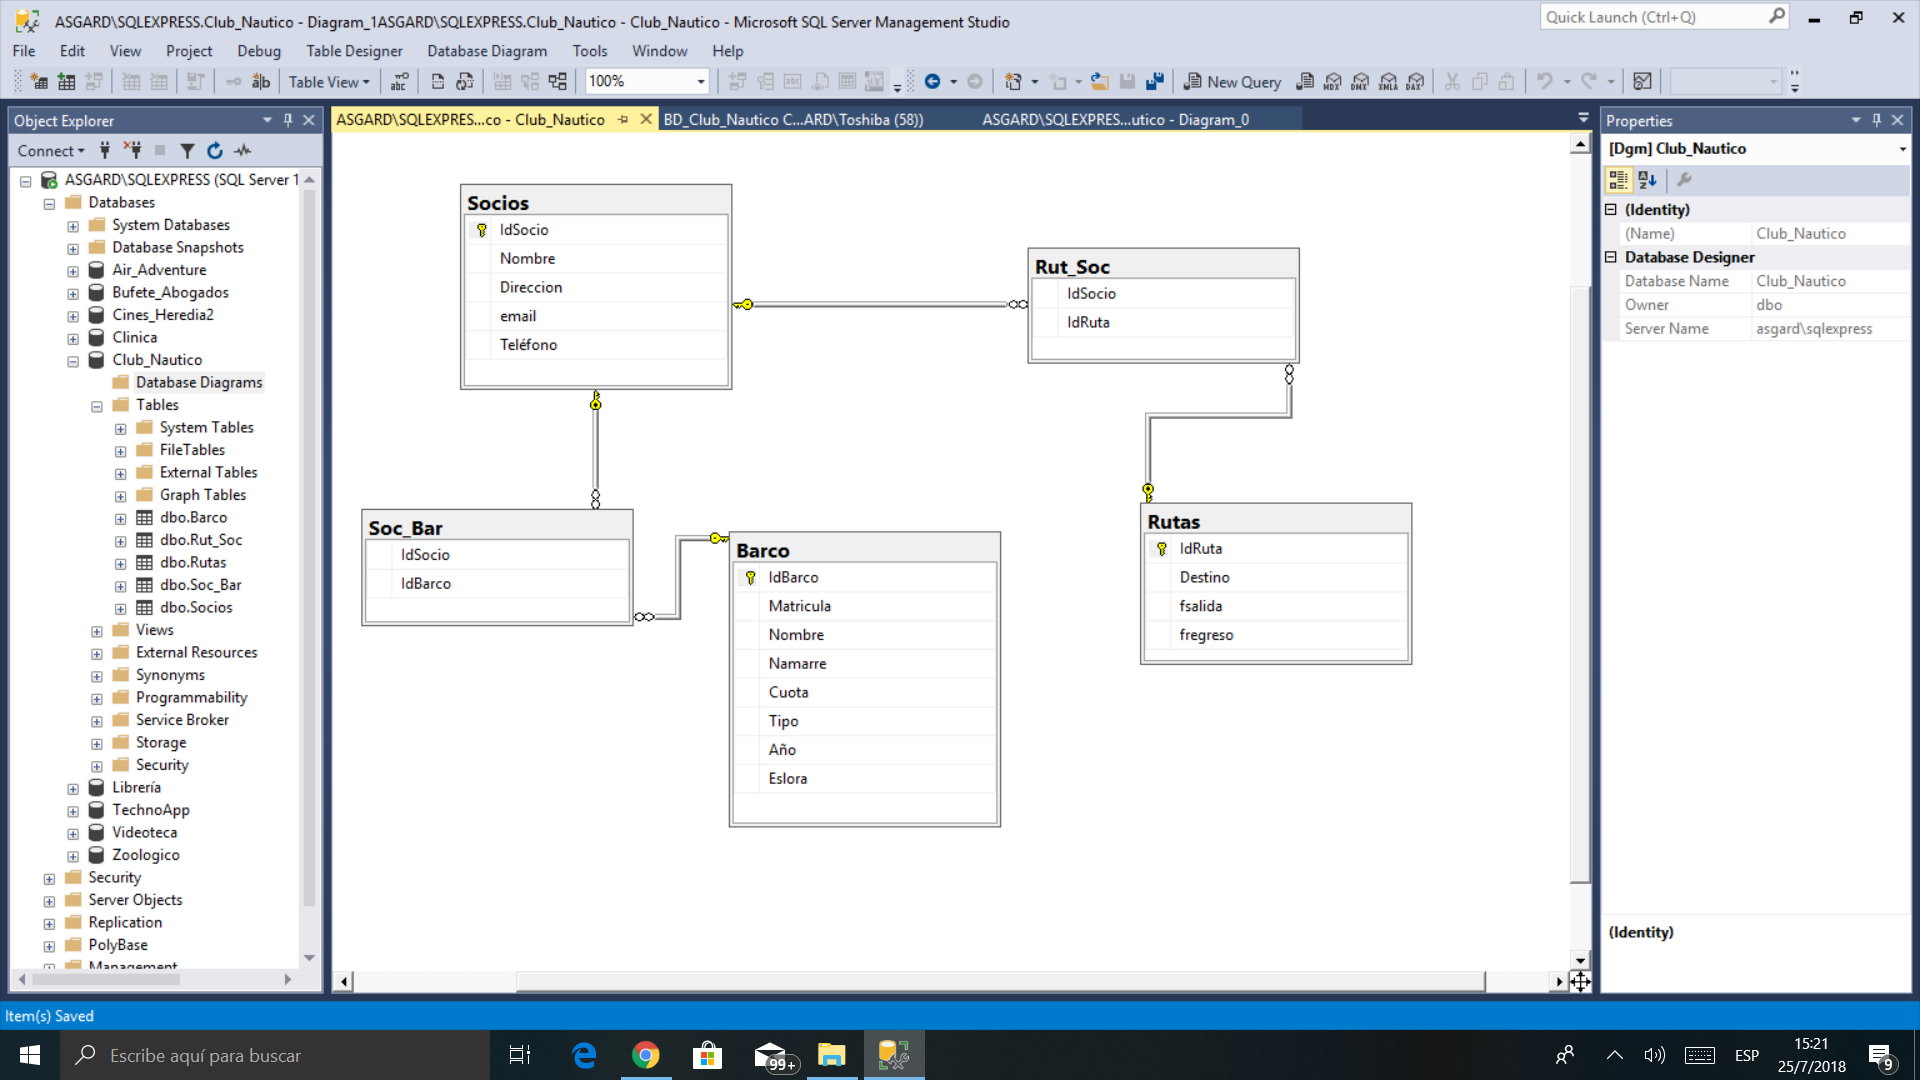 ASGARD\SQLEXPRESS.Club_Nautico - Diagram_1ASGARD\SQLEXPRESS.Club_Nautico - Club_Nautico - Microsoft SQL Server Management Studio
Quick Launch (Ctrl+Q)
File Edit View Project Debug Table Designer Database Diagram Tools Window Help
Table View 100% New Query
Object Explorer
Connect
ASGARD\SQLEXPRESS (SQL Server 1
Databases
System Databases
Database Snapshots
Air_Adventure
Bufete_Abogados
Cines_Heredia2
Clinica
Club_Nautico
Database Diagrams
Tables
System Tables
FileTables
External Tables
Graph Tables
dbo.Barco
dbo.Rut_Soc
dbo.Rutas
dbo.Soc_Bar
dbo.Socios
Views
External Resources
Synonyms
Programmability
Service Broker
Storage
Security
Librería
TechnoApp
Videoteca
Zoologico
Security
Server Objects
Replication
PolyBase
Management
ASGARD\SQLEXPRES...co - Club_Nautico
BD_Club_Nautico C...ARD\Toshiba (58))
ASGARD\SQLEXPRES...utico - Diagram_0
Socios
IdSocio
Nombre
Direccion
email
Teléfono
Rut_Soc
IdSocio
IdRuta
Soc_Bar
IdSocio
IdBarco
Barco
IdBarco
Matricula
Nombre
Namarre
Cuota
Tipo
Año
Eslora
Rutas
IdRuta
Destino
fsalida
fregreso
Properties
[Dgm] Club_Nautico
(Identity)
(Name) Club_Nautico
Database Designer
Database Name Club_Nautico
Owner dbo
Server Name asgard\sqlexpress
(Identity)
Item(s) Saved
Escribe aquí para buscar
99+
ESP
15:21
25/7/2018
9